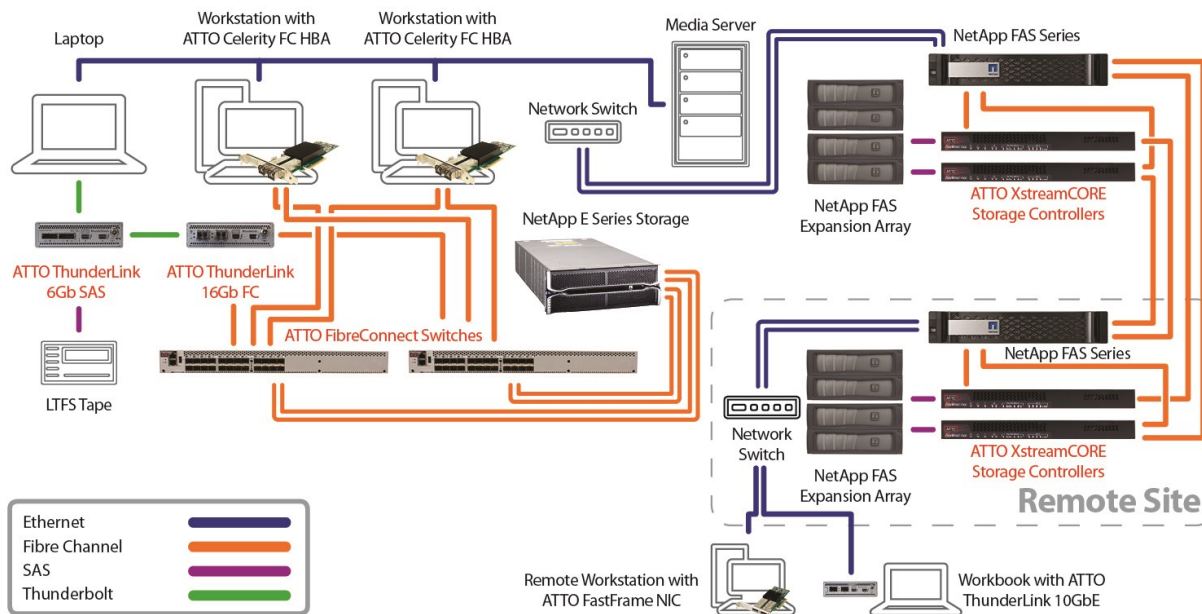 Laptop
Workstation with
ATTO Celerity FC HBA
Workstation with
ATTO Celerity FC HBA
Media Server
NetApp FAS Series
Network Switch
NetApp E Series Storage
NetApp FAS
Expansion Array
ATTO XstreamCORE
Storage Controllers
ATTO ThunderLink
6Gb SAS
ATTO ThunderLink
16Gb FC
ATTO FibreConnect Switches
LTFS Tape
NetApp FAS Series
Network
Switch
NetApp FAS
Expansion Array
ATTO XstreamCORE
Storage Controllers
Remote Site
Ethernet
Fibre Channel
SAS
Thunderbolt
Remote Workstation with
ATTO FastFrame NIC
Workbook with ATTO
ThunderLink 10GbE